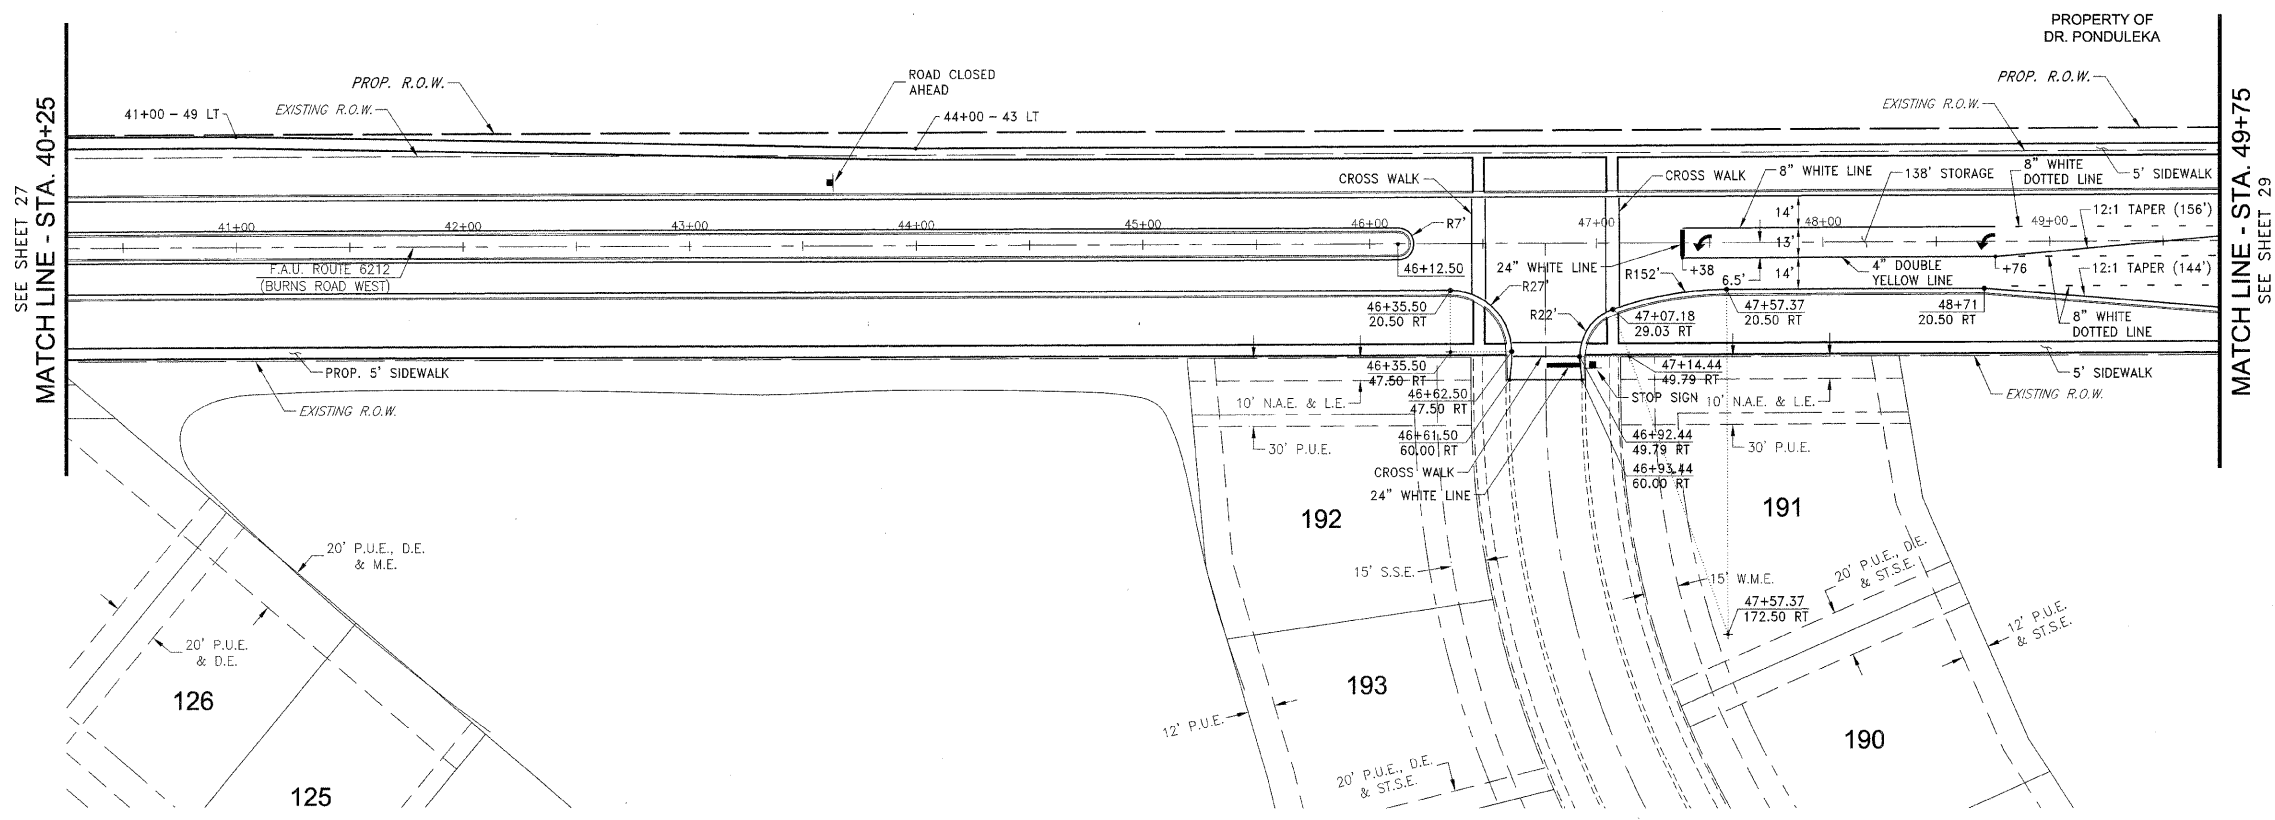 PROPERTY OF
DR. PONDULEKA
MATCH LINE - STA. 40+25
SEE SHEET 27
MATCH LINE - STA. 49+75
SEE SHEET 29
PROP. R.O.W.
EXISTING R.O.W.
41+00 - 49 LT
ROAD CLOSED
AHEAD
44+00 - 43 LT
PROP. R.O.W.
EXISTING R.O.W.
CROSS WALK
CROSS WALK
8" WHITE LINE
138' STORAGE
8" WHITE
DOTTED LINE
5' SIDEWALK
41+00
42+00
43+00
44+00
45+00
46+00
47+00
48+00
49+00
R7'
14'
13'
14'
6.5'
12:1 TAPER (156')
12:1 TAPER (144')
F.A.U. ROUTE 6212
(BURNS ROAD WEST)
46+12.50
24" WHITE LINE
R152'
+38
4" DOUBLE
YELLOW LINE
+76
R27'
R22'
46+35.50
20.50 RT
47+07.18
29.03 RT
47+57.37
20.50 RT
48+71
20.50 RT
8" WHITE
DOTTED LINE
PROP. 5' SIDEWALK
EXISTING R.O.W.
46+35.50
47.50 RT
47+14.44
49.79 RT
5' SIDEWALK
EXISTING R.O.W.
10' N.A.E. & L.E.
46+62.50
47.50 RT
STOP SIGN
10' N.A.E. & L.E.
30' P.U.E.
46+61.50
60.00 RT
46+92.44
49.79 RT
30' P.U.E.
CROSS WALK
46+93.44
60.00 RT
24" WHITE LINE
192
191
20' P.U.E., D.E.
& M.E.
15' S.S.E.
15' W.M.E.
20' P.U.E., D.E.
& ST.S.E.
47+57.37
172.50 RT
12' P.U.E.
& ST.S.E.
20' P.U.E.
& D.E.
126
193
12' P.U.E.
190
20' P.U.E., D.E.
& ST.S.E.
125